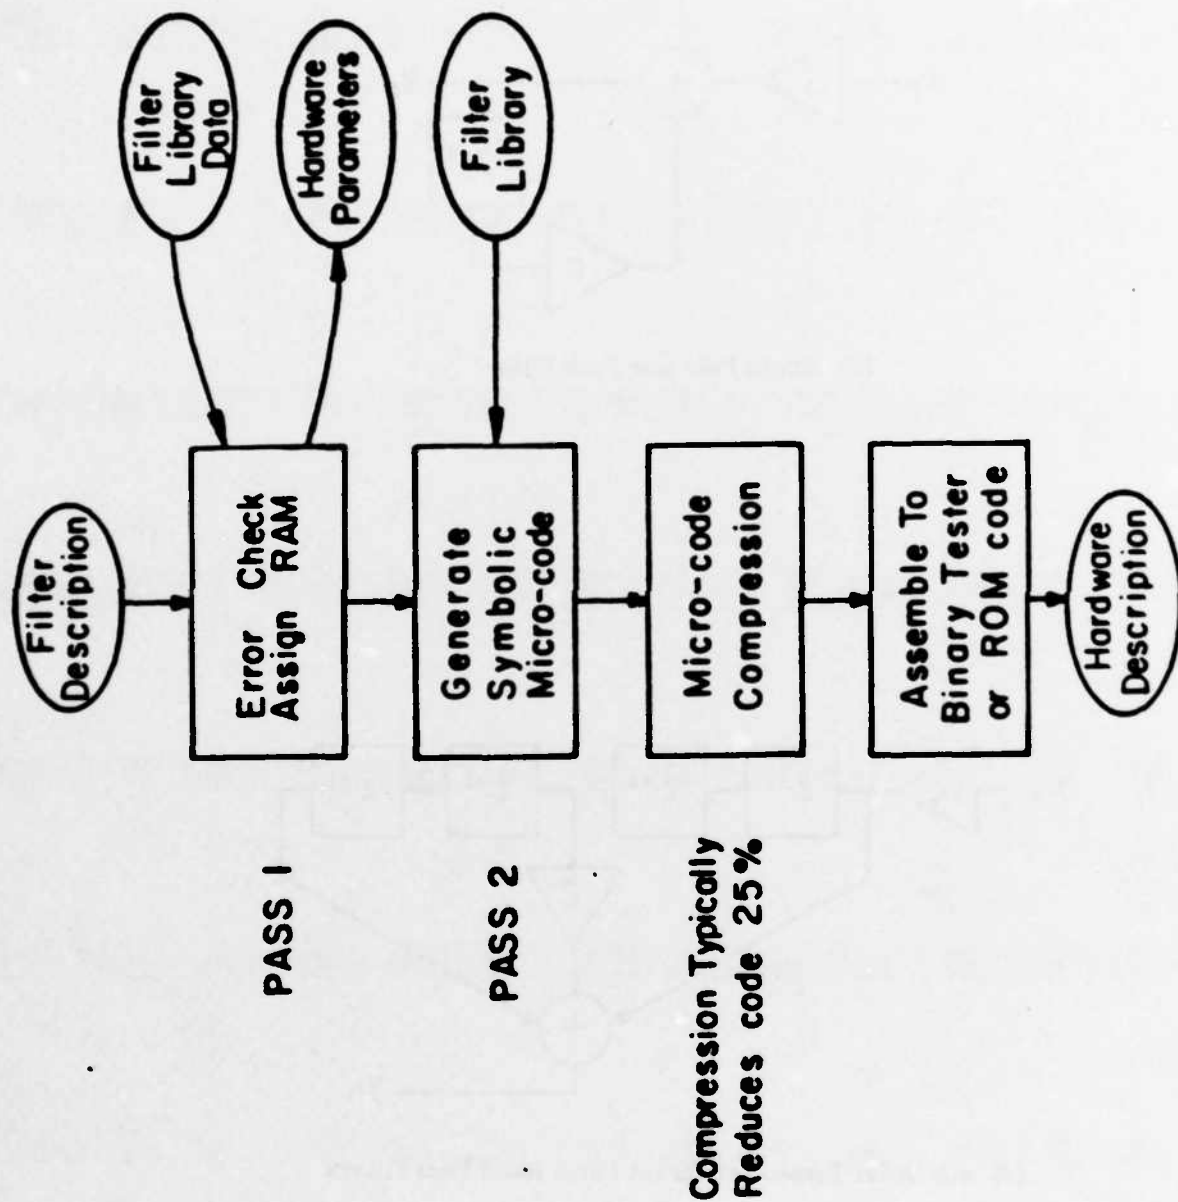 Filter
Description
Filter
Library
Data
Hardware
Parameters
PASS 1
Error Check
Assign RAM
Filter
Library
PASS 2
Generate
Symbolic
Micro-code
Compression Typically
Reduces code 25%
Micro-code
Compression
Assemble To
Binary Tester
or ROM code
Hardware
Description